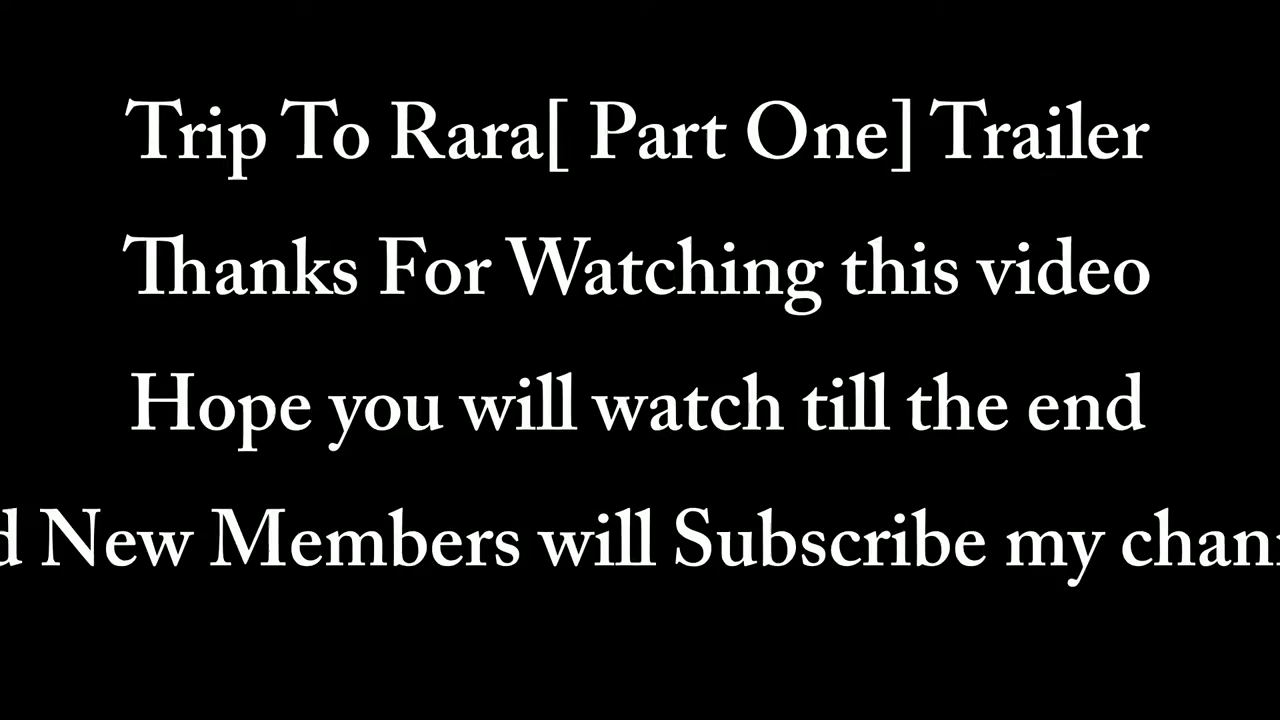 Trip To Rara[ Part One] Trailer
Thanks For Watching this video
Hope you will watch till the end
New Members will Subscribe my